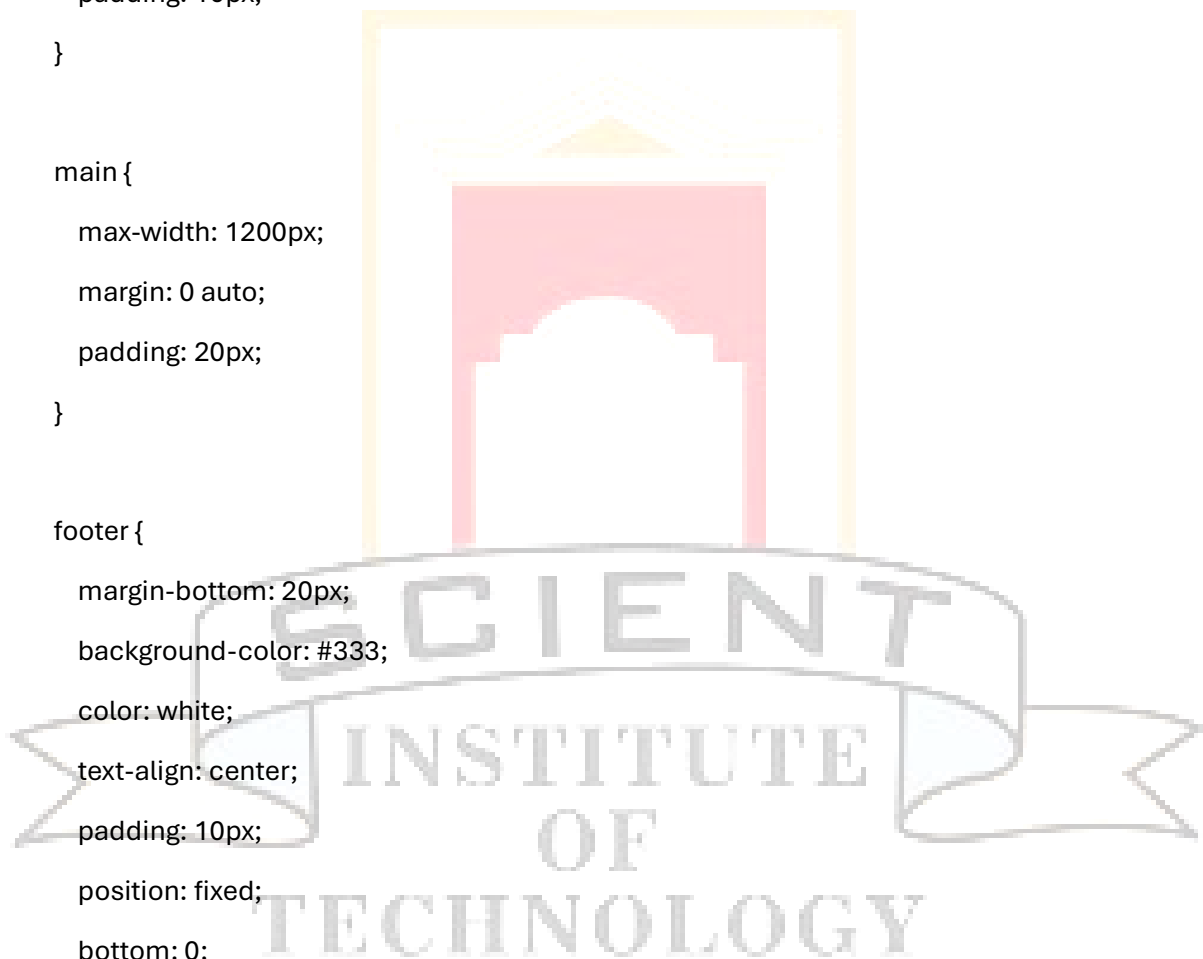 padding: 10px;
}
main {
max-width: 1200px;
margin: 0 auto;
padding: 20px;
}
footer {
margin-bottom: 20px;
background-color: #333;
color: white;
text-align: center;
padding: 10px;
position: fixed;
bottom: 0;
SCIENT
INSTITUTE
OF
TECHNOLOGY